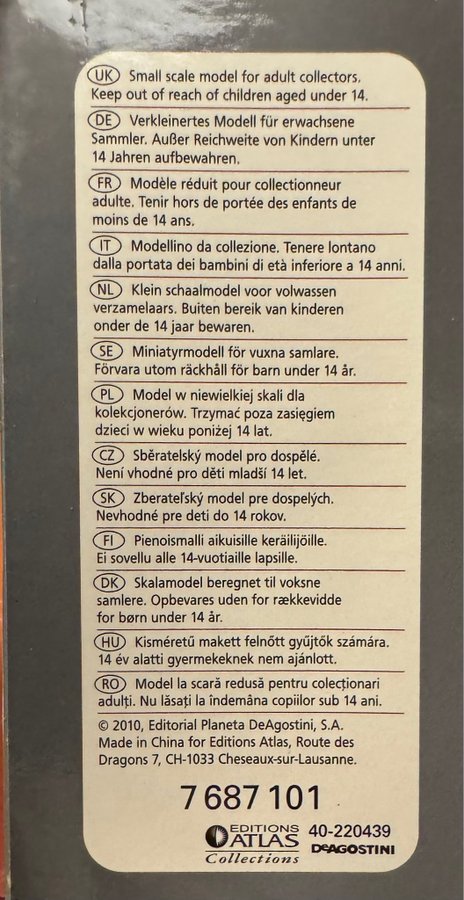 UK Small scale model for adult collectors.
Keep out of reach of children aged under 14.
DE Verkleinertes Modell für erwachsene
Sammler. Außer Reichweite von Kindern unter
14 Jahren aufbewahren.
FR Modèle réduit pour collectionneur
adulte. Tenir hors de portée des enfants de
moins de 14 ans.
IT Modellino da collezione. Tenere lontano
dalla portata dei bambini di età inferiore a 14 anni.
NL Klein schaalmodel voor volwassen
verzamelaars. Buiten bereik van kinderen
onder de 14 jaar bewaren.
SE Miniatyrmodell för vuxna samlare.
Förvara utom räckhåll för barn under 14 år.
PL Model w niewielkiej skali dla
kolekcjonerów. Trzymać poza zasięgiem
dzieci w wieku poniżej 14 lat.
CZ Sběratelský model pro dospělé.
Není vhodné pro děti mladší 14 let.
SK Zberateľský model pre dospelých.
Nevhodné pre deti do 14 rokov.
FI Pienoismalli aikuisille keräilijöille.
Ei sovellu alle 14-vuotiaille lapsille.
DK Skalamodel beregnet til voksne
samlere. Opbevares uden for rækkevidde
for børn under 14 år.
HU Kisméretű makett felnőtt gyűjtők számára.
14 év alatti gyermekeknek nem ajánlott.
RO Model la scară redusă pentru colecționari
adulți. Nu lăsați la îndemâna copiilor sub 14 ani.
© 2010, Editorial Planeta DeAgostini, S.A.
Made in China for Editions Atlas, Route des
Dragons 7, CH-1033 Cheseaux-sur-Lausanne.
7 687 101
EDITIONS
ATLAS
Collections
40-220439
DeAGOSTINI